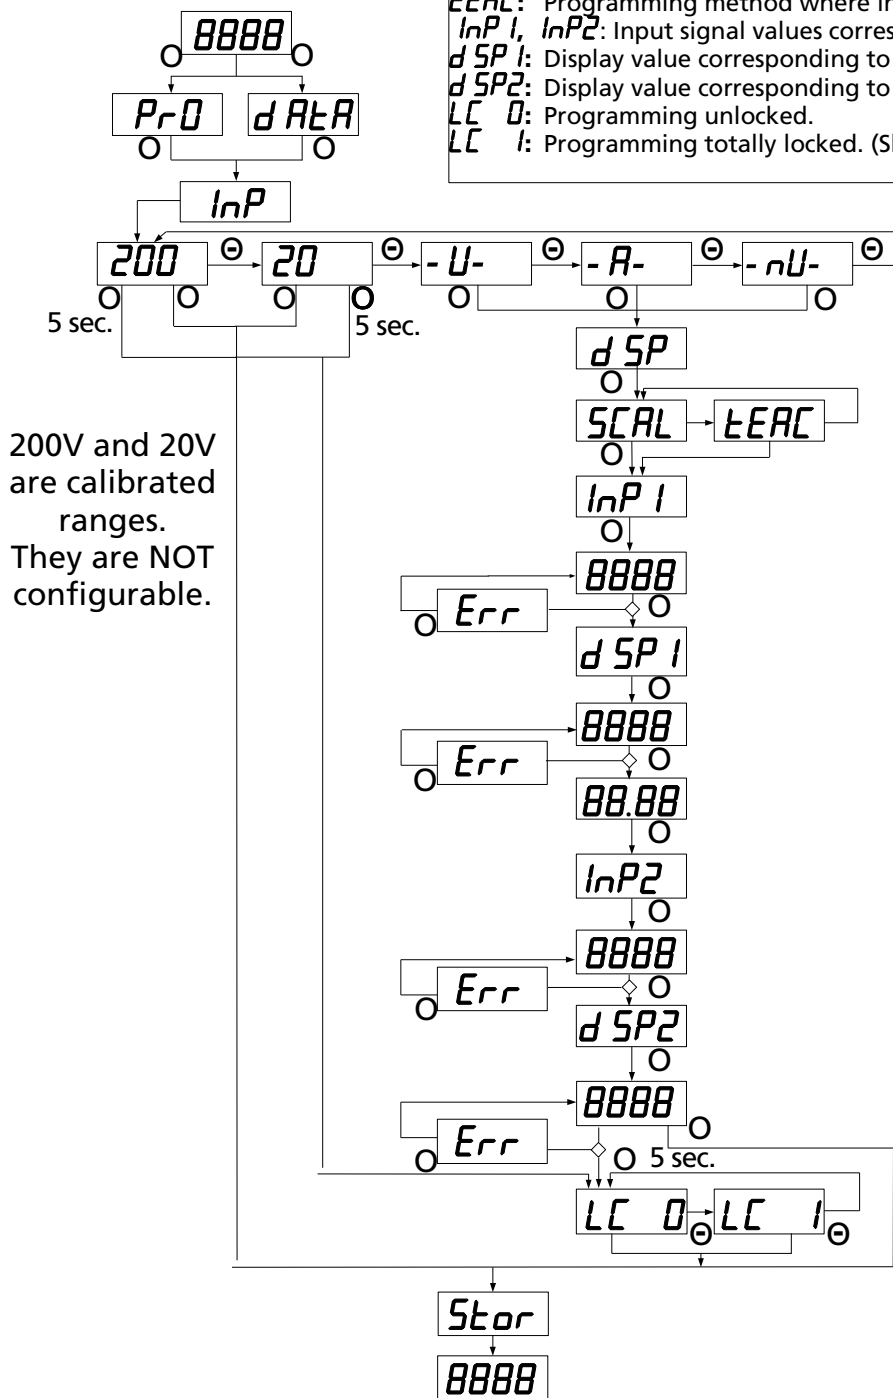 tEAC: Programming method where in
InP1, InP2: Input signal values corres
dSP1: Display value corresponding to
dSP2: Display value corresponding to
LC 0: Programming unlocked.
LC 1: Programming totally locked. (S
8888
Pr0 dAtA
InP
200 20 -U- -A- -nU-
5 sec. 5 sec.
dSP
SCAL tEAC
200V and 20V
are calibrated
ranges.
They are NOT
configurable.
InP1
8888
Err
dSP1
8888
Err
88.88
InP2
8888
Err
dSP2
8888
Err
5 sec.
LC 0 LC 1
Stor
8888